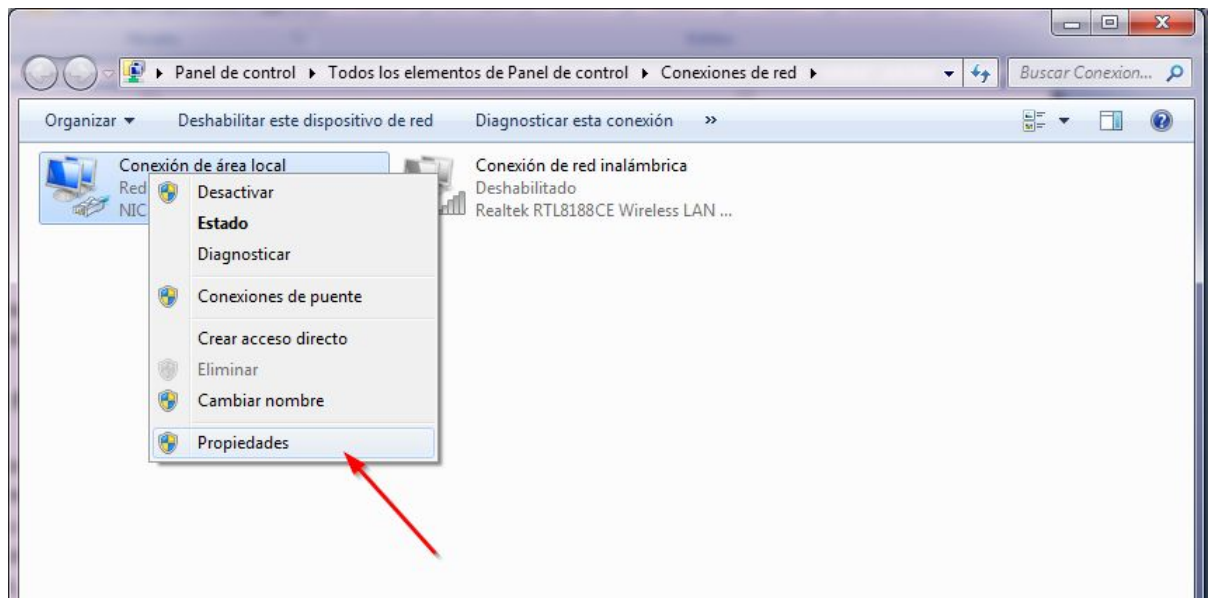 Panel de control ▸ Todos los elementos de Panel de control ▸ Conexiones de red ▸
Buscar Conexion...
Organizar
Deshabilitar este dispositivo de red
Diagnosticar esta conexión
»
Conexión de área local
Red
NIC
Conexión de red inalámbrica
Deshabilitado
Realtek RTL8188CE Wireless LAN ...
Desactivar
Estado
Diagnosticar
Conexiones de puente
Crear acceso directo
Eliminar
Cambiar nombre
Propiedades